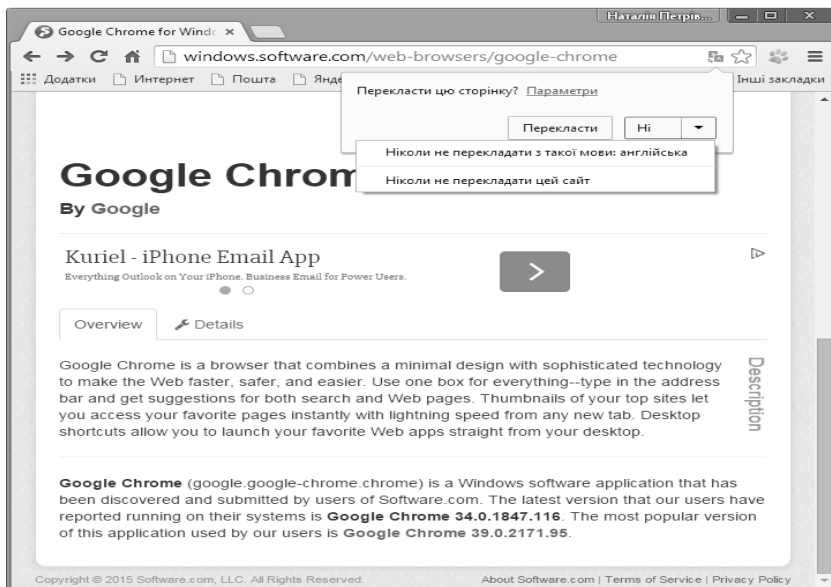 Наталія Петрів...
Google Chrome for Wind
windows.software.com/web-browsers/google-chrome
Додатки Интернет Пошта Янде Інші закладки
Перекласти цю сторінку? Параметри
Перекласти Ні
Ніколи не перекладати з такої мови: англійська
Ніколи не перекладати цей сайт
Google Chrom
By Google
Kuriel - iPhone Email App
Everything Outlook on Your iPhone. Business Email for Power Users.
Overview Details
Google Chrome is a browser that combines a minimal design with sophisticated technology
to make the Web faster, safer, and easier. Use one box for everything--type in the address
bar and get suggestions for both search and Web pages. Thumbnails of your top sites let
you access your favorite pages instantly with lightning speed from any new tab. Desktop
shortcuts allow you to launch your favorite Web apps straight from your desktop.
Description
Google Chrome (google.google-chrome.chrome) is a Windows software application that has
been discovered and submitted by users of Software.com. The latest version that our users have
reported running on their systems is Google Chrome 34.0.1847.116. The most popular version
of this application used by our users is Google Chrome 39.0.2171.95.
Copyright © 2015 Software.com, LLC. All Rights Reserved. About Software.com | Terms of Service | Privacy Policy